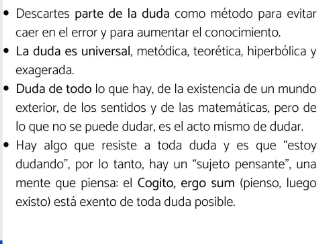 • Descartes parte de la duda como método para evitar
caer en el error y para aumentar el conocimiento.
• La duda es universal, metódica, teorética, hiperbólica y
exagerada.
• Duda de todo lo que hay, de la existencia de un mundo
exterior, de los sentidos y de las matemáticas, pero de
lo que no se puede dudar, es el acto mismo de dudar.
• Hay algo que resiste a toda duda y es que "estoy
dudando", por lo tanto, hay un "sujeto pensante", una
mente que piensa: el Cogito, ergo sum (pienso, luego
existo) está exento de toda duda posible.